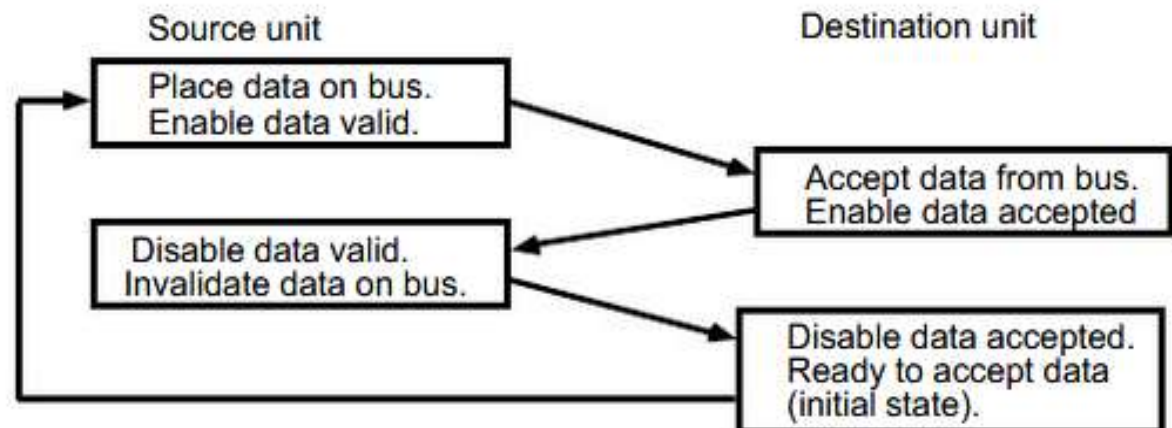 Source unit
Destination unit
Place data on bus.
Enable data valid.
Accept data from bus.
Enable data accepted
Disable data valid.
Invalidate data on bus.
Disable data accepted.
Ready to accept data
(initial state).